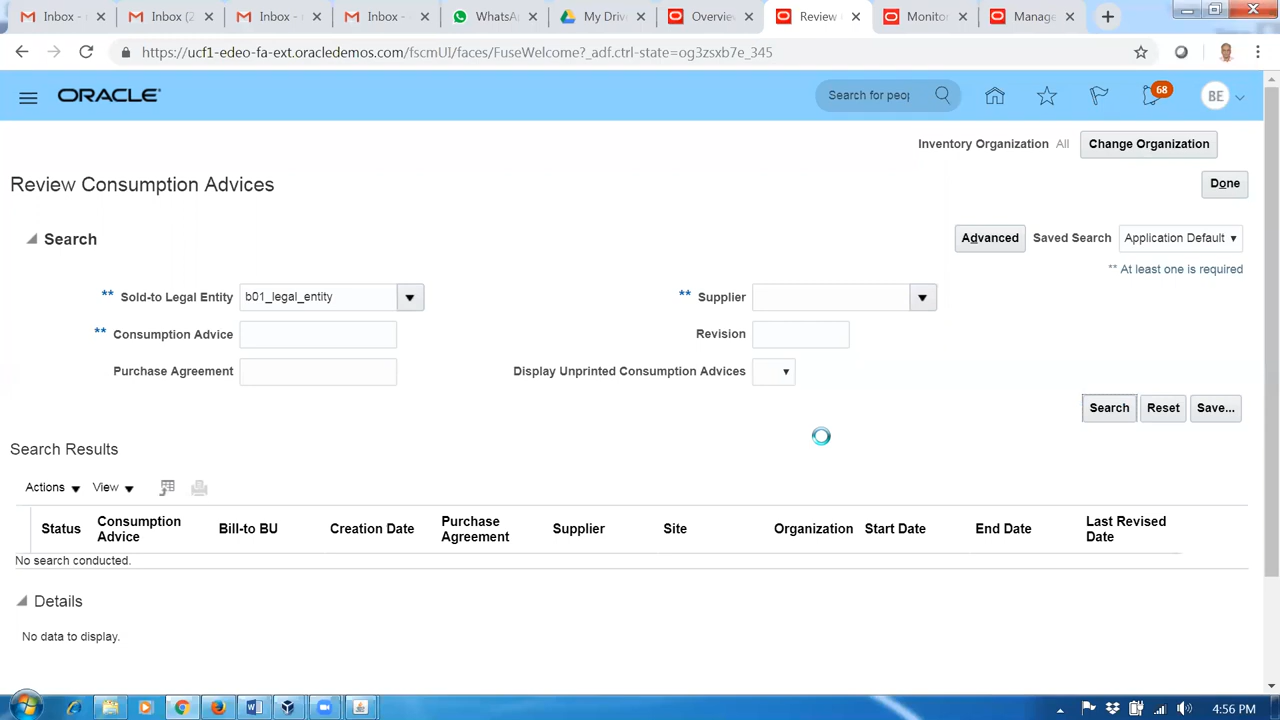 Inbox - 
Inbox 
Inbox - 
Inbox - 
WhatsA
My Driv
Overvie
Review
Monito
Manage
https://ucf1-edeo-fa-ext.oracledemos.com/fscmUI/faces/FuseWelcome?_adf.ctrl-state=og3zsxb7e_345
ORACLE
Search for peop
68
BE
Inventory Organization All Change Organization
Review Consumption Advices
Done
Search
Advanced Saved Search Application Default
** At least one is required
** Sold-to Legal Entity b01_legal_entity
** Supplier
** Consumption Advice
Revision
Purchase Agreement
Display Unprinted Consumption Advices
Search Reset Save...
Search Results
Actions View
Status
Consumption Advice
Bill-to BU
Creation Date
Purchase Agreement
Supplier
Site
Organization
Start Date
End Date
Last Revised Date
No search conducted.
Details
No data to display.
4:56 PM